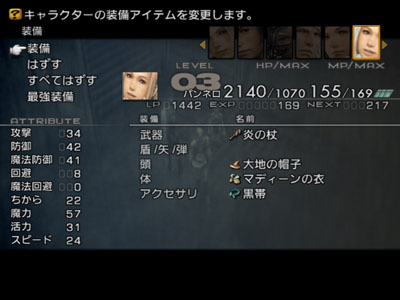 キャラクターの装備アイテムを変更します。
装備
装備
はずす
すべてはずす
最強装備
LEVEL HP/MAX MP/MAX
03
パンネロ 2140/1070 155/169
LP 1442 EXP 169 NEXT 217
ATTRIBUTE
攻撃 34
防御 42
魔法防御 41
回避 8
魔法回避 0
ちから 22
魔力 57
活力 31
スピード 24
装備 名前
武器 炎の杖
盾/矢/弾
頭 大地の帽子
体 マディーンの衣
アクセサリ 黒帯